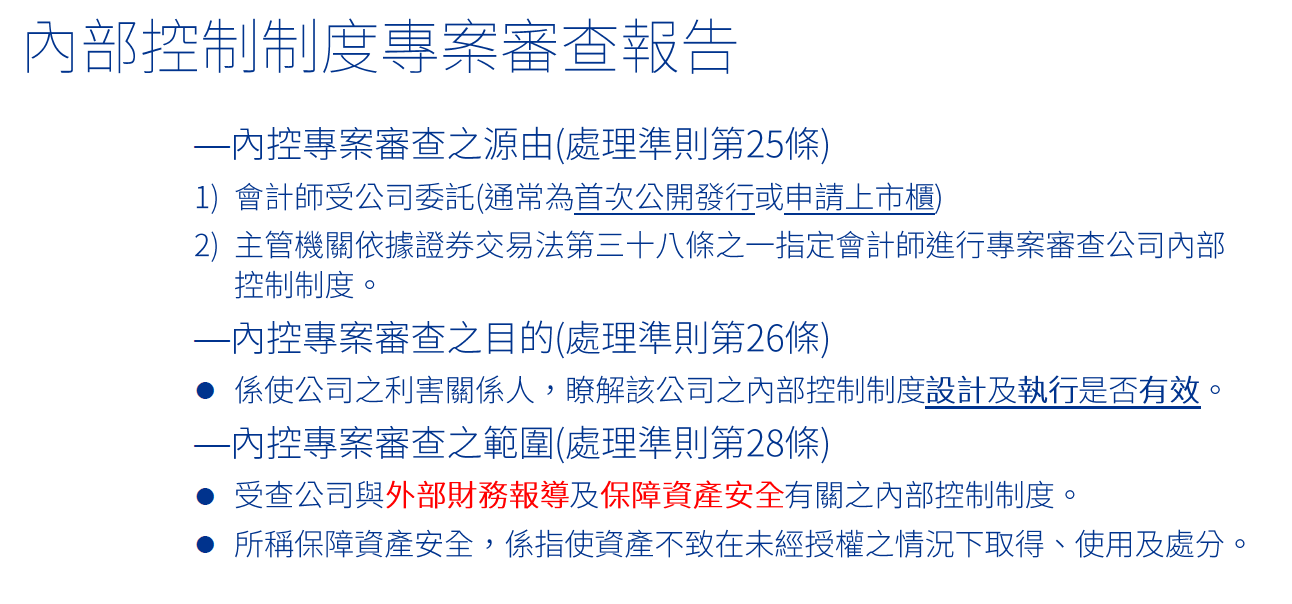 內部控制制度專案審查報告
—內控專案審查之源由(處理準則第25條)
1) 會計師受公司委託(通常為首次公開發行或申請上市櫃)
2) 主管機關依據證券交易法第三十八條之一指定會計師進行專案審查公司內部
控制制度。
—內控專案審查之目的(處理準則第26條)
● 係使公司之利害關係人，瞭解該公司之內部控制制度設計及執行是否有效。
—內控專案審查之範圍(處理準則第28條)
● 受查公司與外部財務報導及保障資產安全有關之內部控制制度。
● 所稱保障資產安全，係指使資產不致在未經授權之情況下取得、使用及處分。